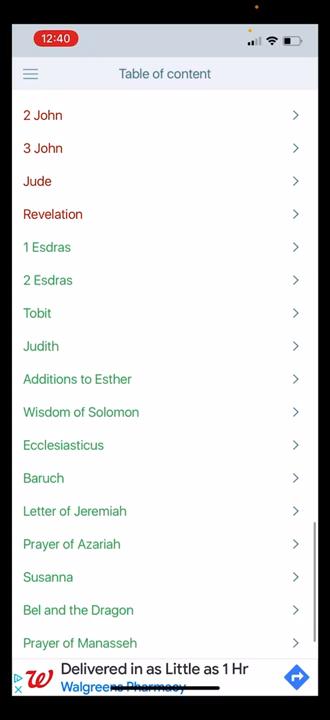 12:40
Table of content
2 John
3 John
Jude
Revelation
1 Esdras
2 Esdras
Tobit
Judith
Additions to Esther
Wisdom of Solomon
Ecclesiasticus
Baruch
Letter of Jeremiah
Prayer of Azariah
Susanna
Bel and the Dragon
Prayer of Manasseh
Delivered in as Little as 1 Hr
Walgreens Pharmacy